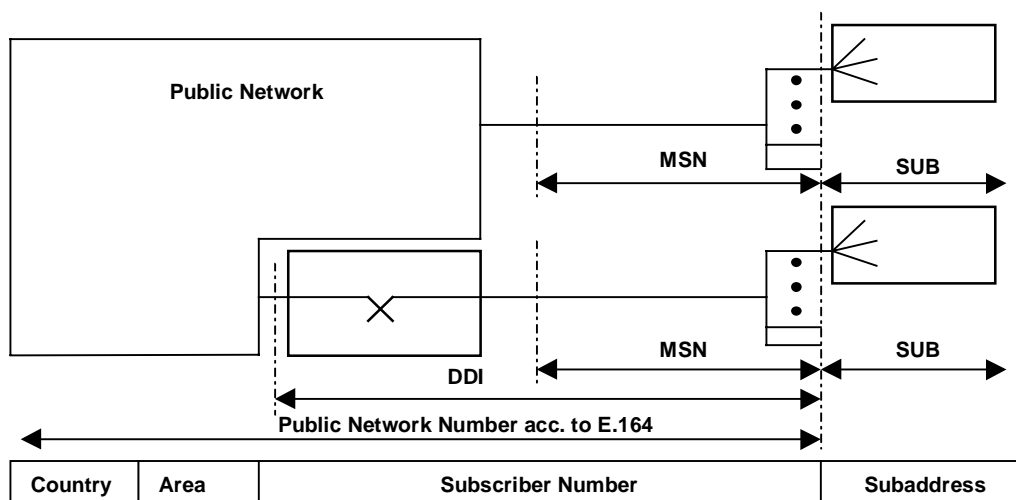 Public Network
MSN
SUB
MSN
SUB
DDI
Public Network Number acc. to E.164
Country
Area
Subscriber Number
Subaddress